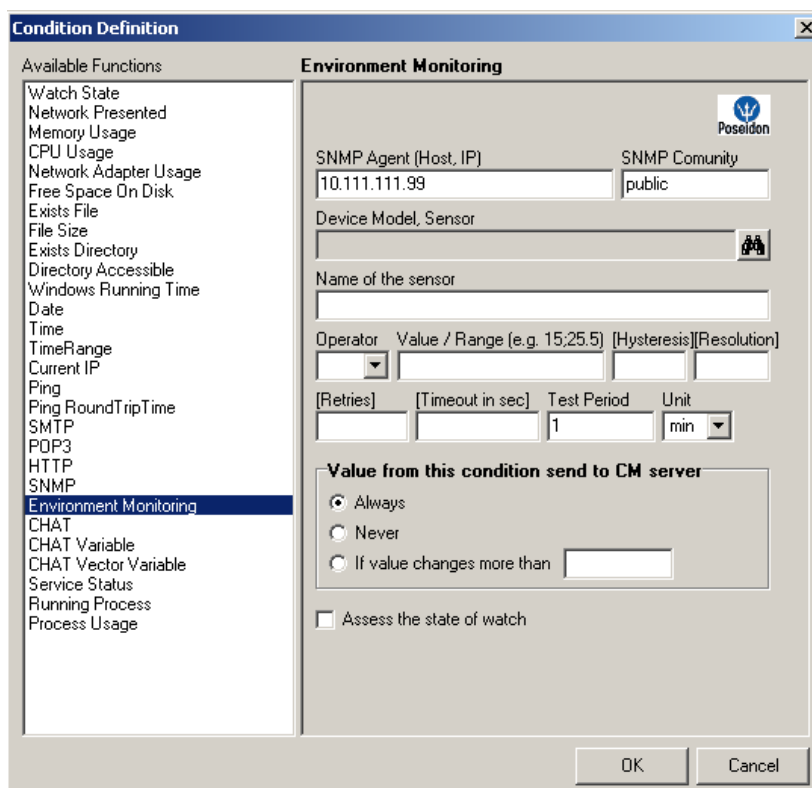 Condition Definition
Available Functions
Watch State
Network Presented
Memory Usage
CPU Usage
Network Adapter Usage
Free Space On Disk
Exists File
File Size
Exists Directory
Directory Accessible
Windows Running Time
Date
Time
TimeRange
Current IP
Ping
Ping RoundTripTime
SMTP
POP3
HTTP
SNMP
Environment Monitoring
CHAT
CHAT Variable
CHAT Vector Variable
Service Status
Running Process
Process Usage
Environment Monitoring
Poseidon
SNMP Agent (Host, IP) SNMP Comunity
10.111.111.99 public
Device Model, Sensor
Name of the sensor
Operator Value / Range (e.g. 15;25.5) [Hysteresis][Resolution]
[Retries] [Timeout in sec] Test Period Unit
1 min
Value from this condition send to CM server
Always
Never
If value changes more than
Assess the state of watch
OK Cancel